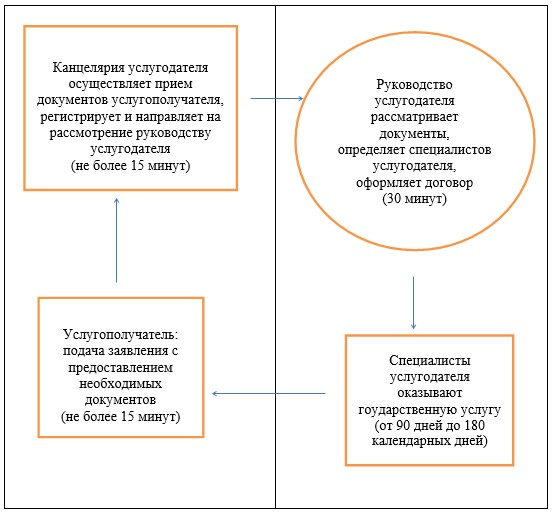 Канцелярия услугодателя
осуществляет прием
документов услугополучателя,
регистрирует и направляет на
рассмотрение руководству
услугодателя
(не более 15 минут)
Руководство
услугодателя
рассматривает
документы,
определяет специалистов
услугодателя,
оформляет договор
(30 минут)
Услугополучатель:
подача заявления с
предоставлением
необходимых
документов
(не более 15 минут)
Специалисты
услугодателя
оказывают
гоударственную услугу
(от 90 дней до 180
календарных дней)